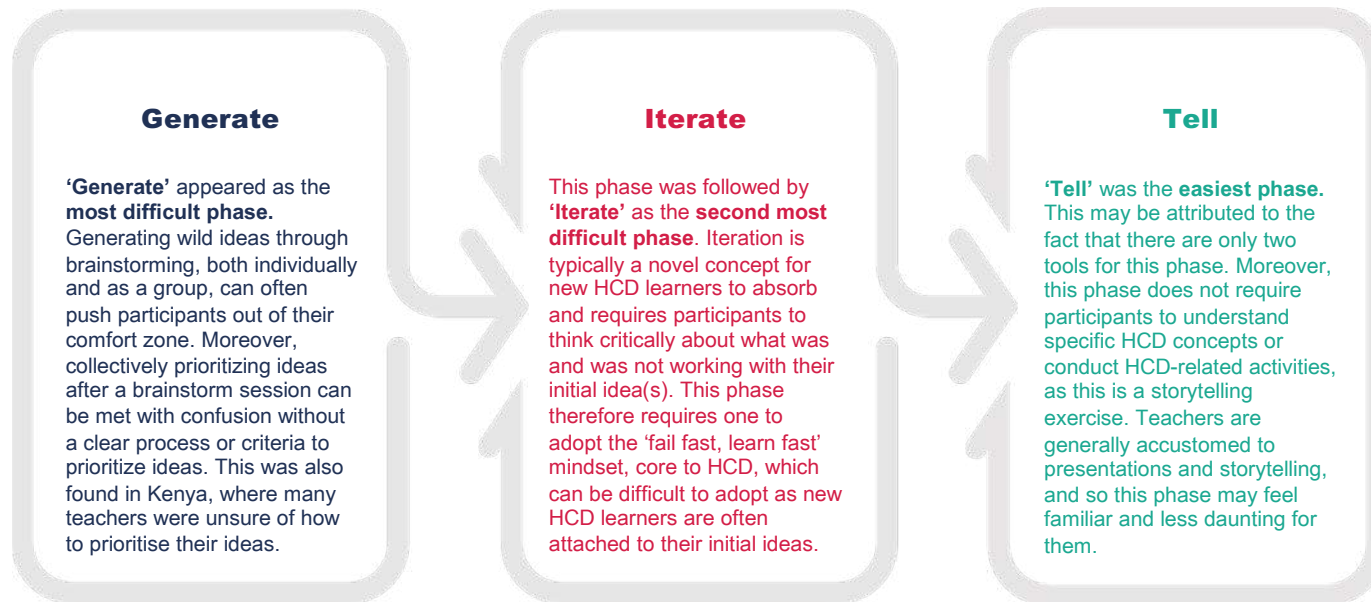 Generate
‘Generate’ appeared as the
most difficult phase.
Generating wild ideas through
brainstorming, both individually
and as a group, can often
push participants out of their
comfort zone. Moreover,
collectively prioritizing ideas
after a brainstorm session can
be met with confusion without
a clear process or criteria to
prioritize ideas. This was also
found in Kenya, where many
teachers were unsure of how
to prioritise their ideas.
Iterate
This phase was followed by
‘Iterate’ as the second most
difficult phase. Iteration is
typically a novel concept for
new HCD learners to absorb
and requires participants to
think critically about what was
and was not working with their
initial idea(s). This phase
therefore requires one to
adopt the ‘fail fast, learn fast’
mindset, core to HCD, which
can be difficult to adopt as new
HCD learners are often
attached to their initial ideas.
Tell
‘Tell’ was the easiest phase.
This may be attributed to the
fact that there are only two
tools for this phase. Moreover,
this phase does not require
participants to understand
specific HCD concepts or
conduct HCD-related activities,
as this is a storytelling
exercise. Teachers are
generally accustomed to
presentations and storytelling,
and so this phase may feel
familiar and less daunting for
them.